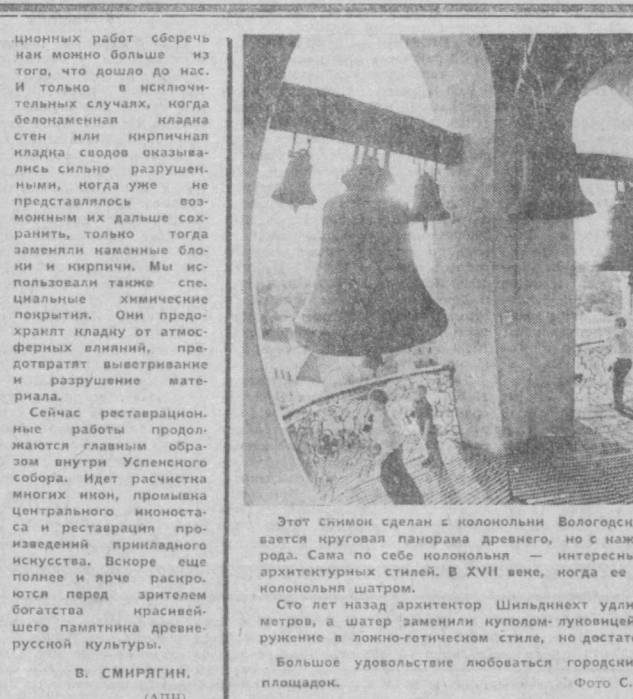 ционных работ сберечь
как можно больше из
того, что дошло до нас.
И только в исключи-
тельных случаях, когда
белокаменная кладка
стен или кирпичная
кладка сводов оказыва-
лись сильно разрушен-
ными, когда уже не
представлялось воз-
можным их дальше сох-
ранить, только тогда
заменяли каменные бло-
ки и кирпичи. Мы ис-
пользовали также спе-
циальные химические
покрытия. Они предо-
хранят кладку от атмос-
ферных влияний, пре-
дотвратят выветривание
и разрушение мате-
риала.
Сейчас реставрацион-
ные работы продол-
жаются главным обра-
зом внутри Успенского
собора. Идет расчистка
многих икон, промывка
центрального иконоста-
са и реставрация про-
изведений прикладного
искусства. Вскоре еще
полнее и ярче раскро-
ются перед зрителем
богатства красивей-
шего памятника древне-
русской культуры.
В. СМИРЯГИН.
(АПН).
Этот снимок сделан с колокольни Вологодск
вается круговая панорама древнего, но с каж
рода. Сама по себе колокольня — интересны
архитектурных стилей. В XVII веке, когда ее
колокольня шатром.
Сто лет назад архитектор Шильдкнехт удли
метров, а шатер заменили куполом-луковицей
ружение в ложно-готическом стиле, но достат
Большое удовольствие любоваться городски
площадок.
Фото С.